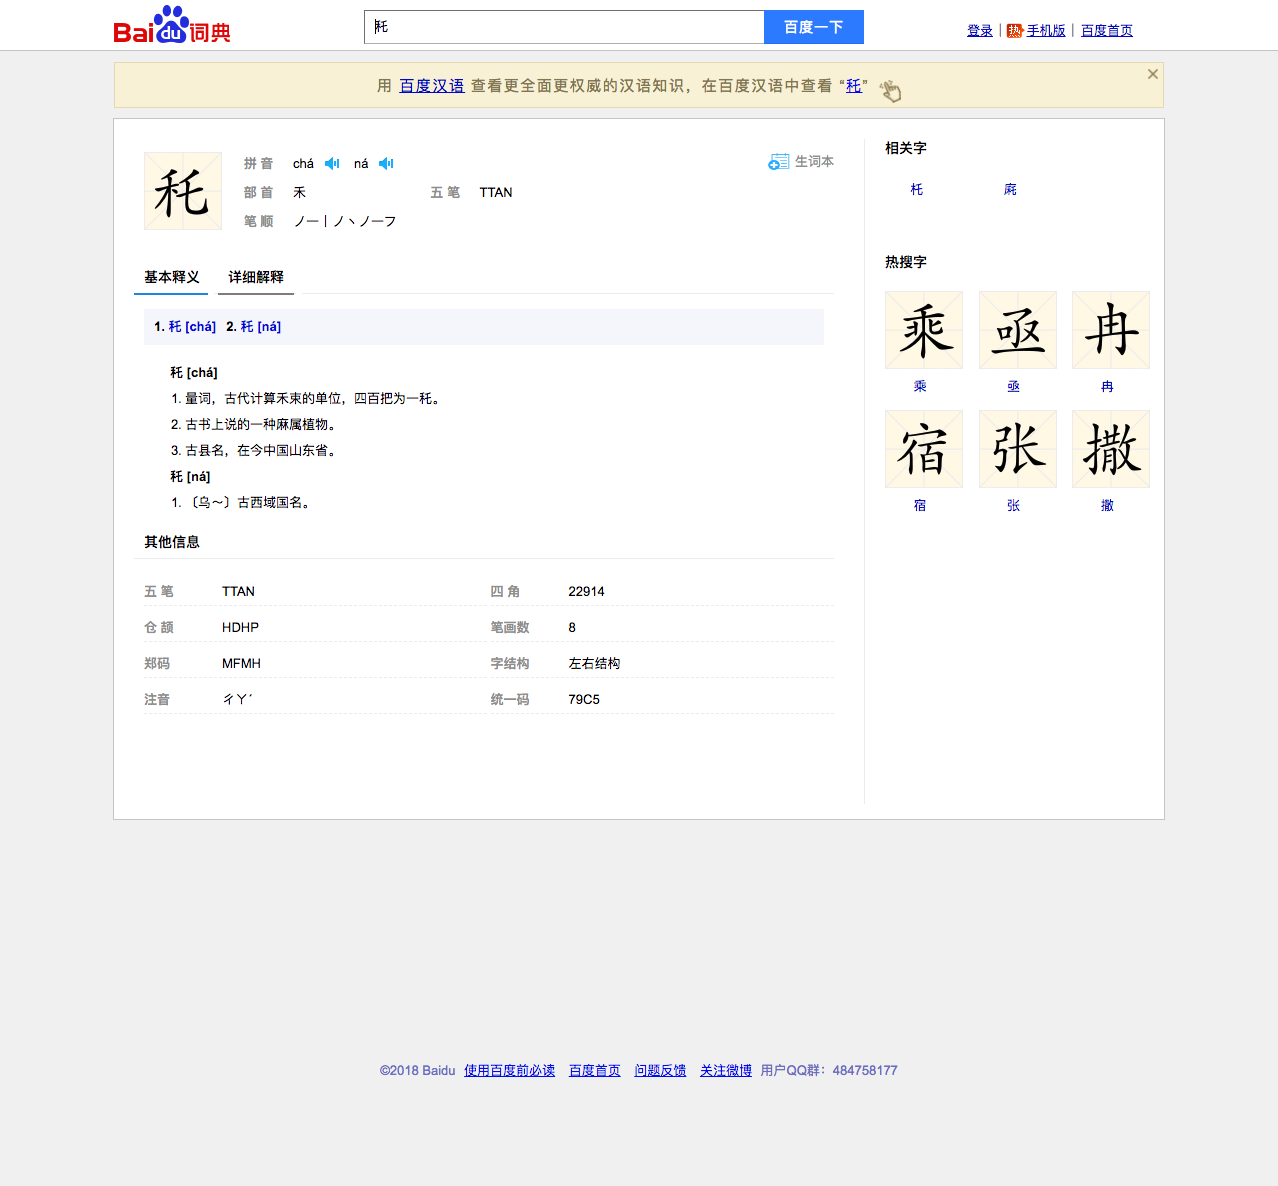 Baidu词典
秅
百度一下
登录 | 热 手机版 | 百度首页
用 百度汉语 查看更全面更权威的汉语知识，在百度汉语中查看 “秅”
秅
拼 音 chá ná
生词本
部 首 禾 五 笔 TTAN
笔 顺 ノ一丨ノ丶ノ一フ
基本释义 详细解释
1. 秅 [chá] 2. 秅 [ná]
秅 [chá]
1. 量词，古代计算禾束的单位，四百把为一秅。
2. 古书上说的一种麻属植物。
3. 古县名，在今中国山东省。
秅 [ná]
1. 〔乌～〕古西域国名。
其他信息
五 笔 TTAN 四 角 22914
仓 颉 HDHP 笔画数 8
郑码 MFMH 字结构 左右结构
注音 ㄔㄚˊ 统一码 79C5
相关字
杔 㡯
热搜字
乘 亟 冉
乘 亟 冉
宿 张 撒
宿 张 撒
©2018 Baidu 使用百度前必读 百度首页 问题反馈 关注微博 用户QQ群：484758177